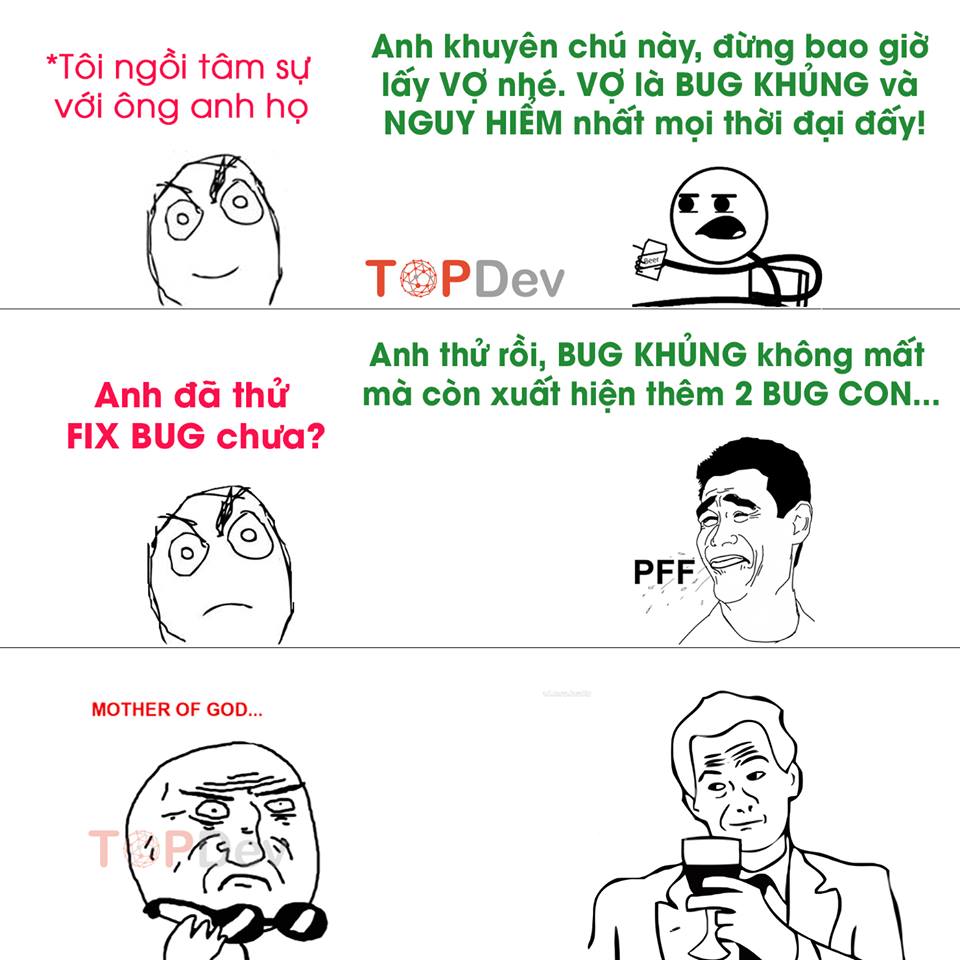 *Tôi ngồi tâm sự
với ông anh họ
Anh khuyên chú này, đừng bao giờ
lấy VỢ nhé. VỢ là BUG KHỦNG và
NGUY HIỂM nhất mọi thời đại đấy!
Beer
TOPDev
Anh đã thử
FIX BUG chưa?
Anh thử rồi, BUG KHỦNG không mất
mà còn xuất hiện thêm 2 BUG CON...
PFF
MOTHER OF GOD...
TOPDev